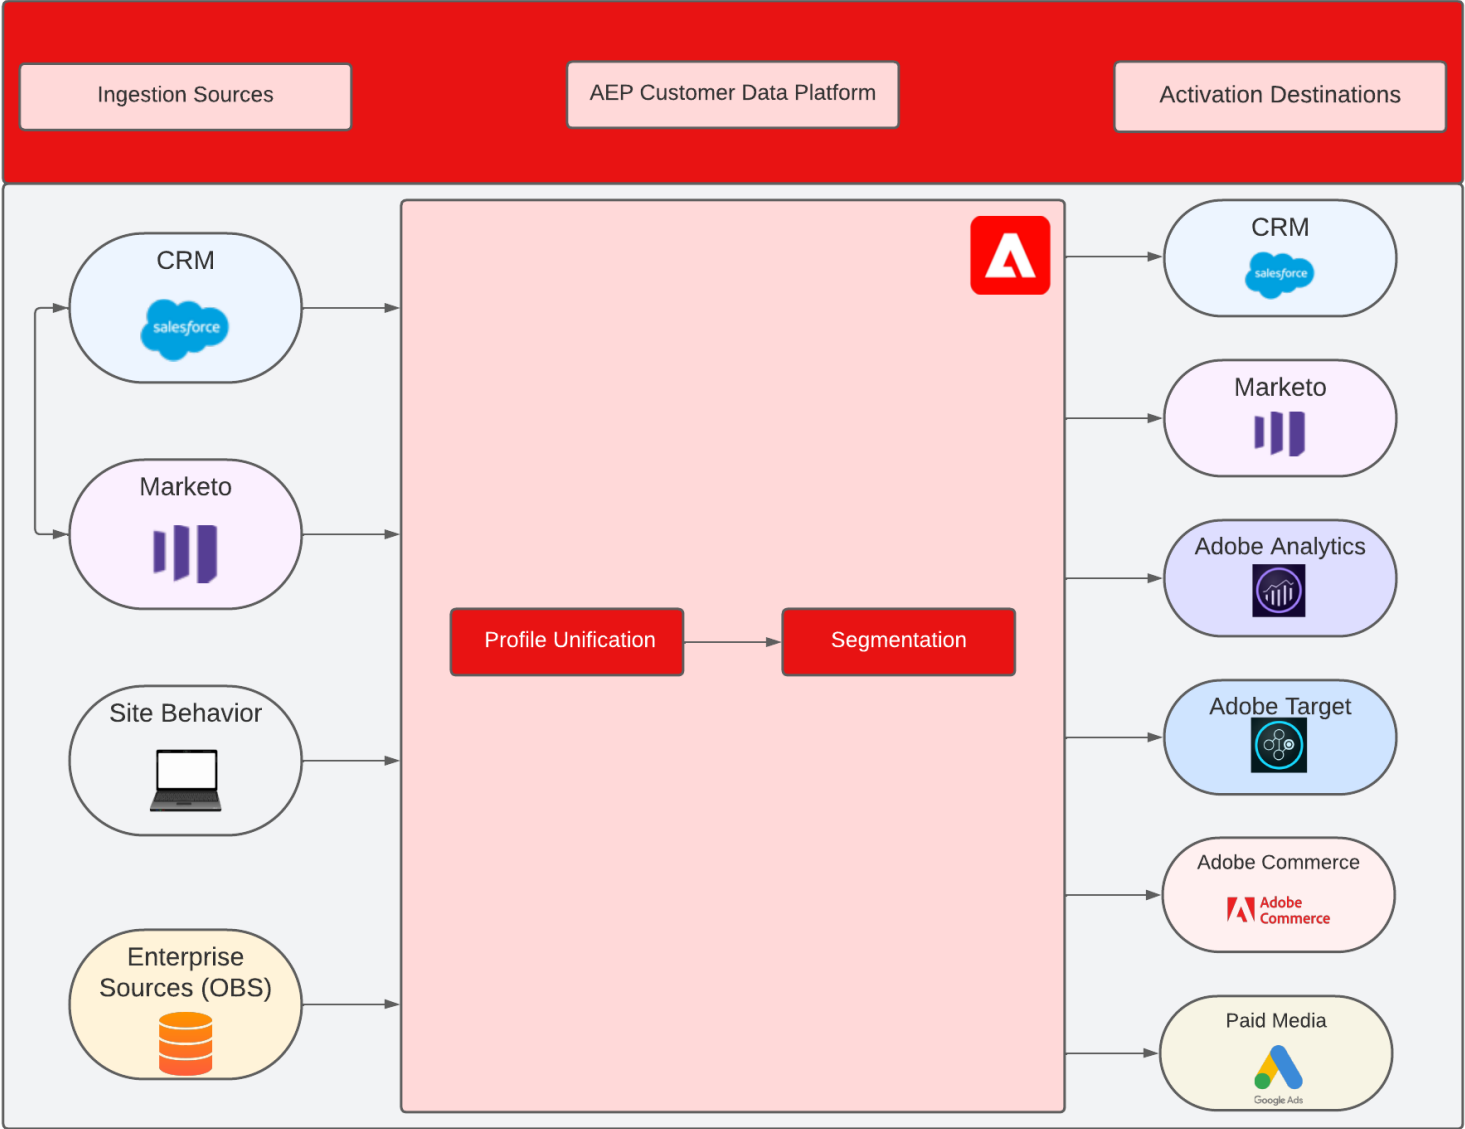 Ingestion Sources
AEP Customer Data Platform
Activation Destinations
CRM
salesforce
Marketo
Site Behavior
Enterprise
Sources (OBS)
Profile Unification
Segmentation
CRM
salesforce
Marketo
Adobe Analytics
Adobe Target
Adobe Commerce
Adobe
Commerce
Paid Media
Google Ads